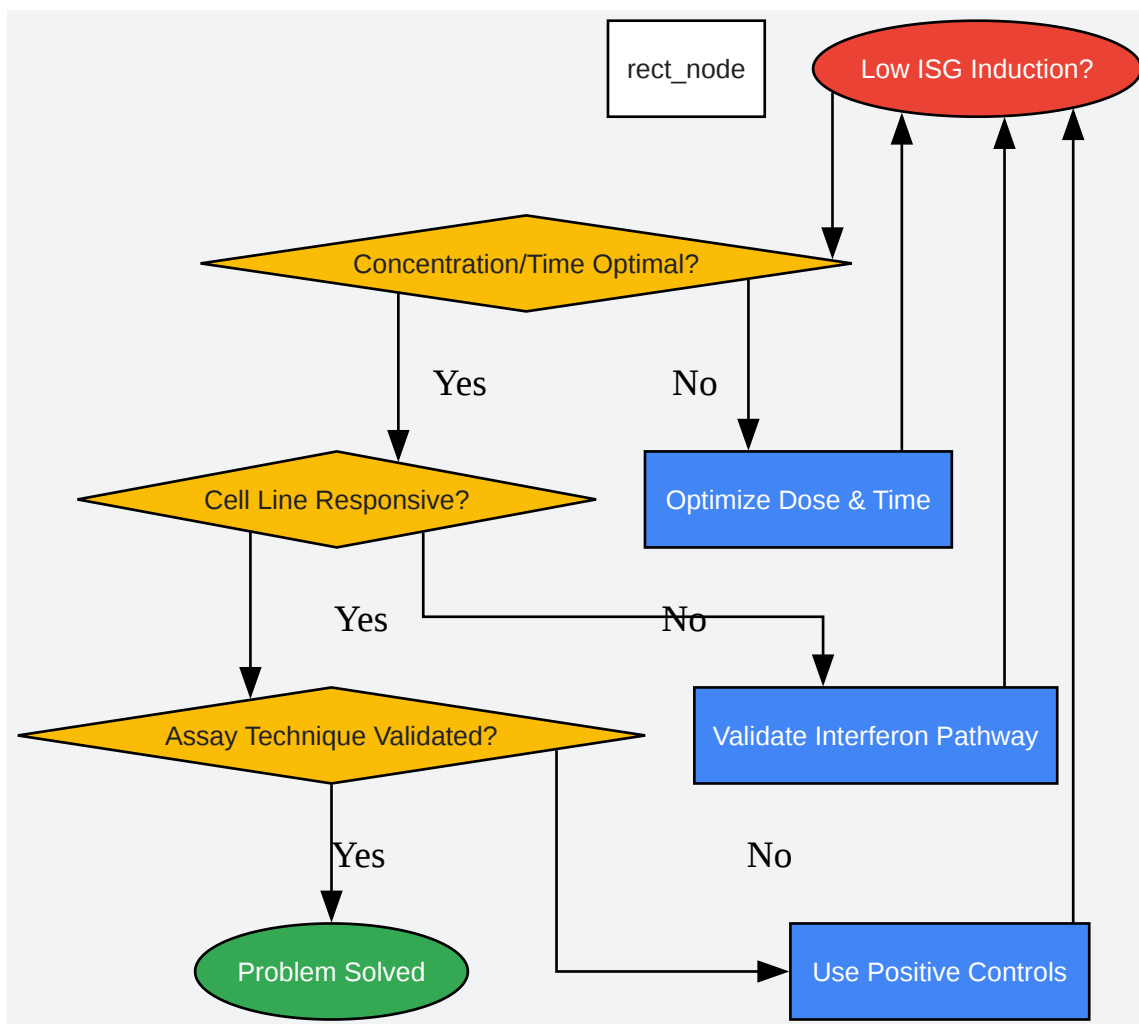 rect_node
Low ISG Induction?
Concentration/Time Optimal?
Yes
No
Cell Line Responsive?
Optimize Dose & Time
Yes
No
Assay Technique Validated?
Validate Interferon Pathway
Yes
No
Problem Solved
Use Positive Controls